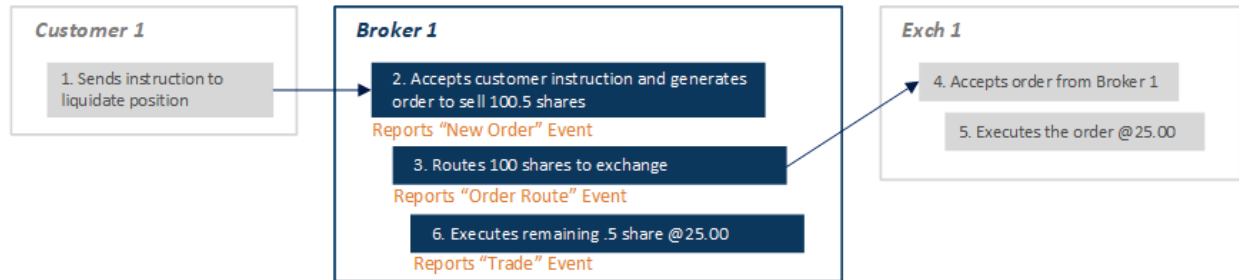 Customer 1
1. Sends instruction to
liquidate position
Broker 1
2. Accepts customer instruction and generates
order to sell 100.5 shares
Reports “New Order” Event
3. Routes 100 shares to exchange
Reports “Order Route” Event
6. Executes remaining .5 share @25.00
Reports “Trade” Event
Exch 1
4. Accepts order from Broker 1
5. Executes the order @25.00